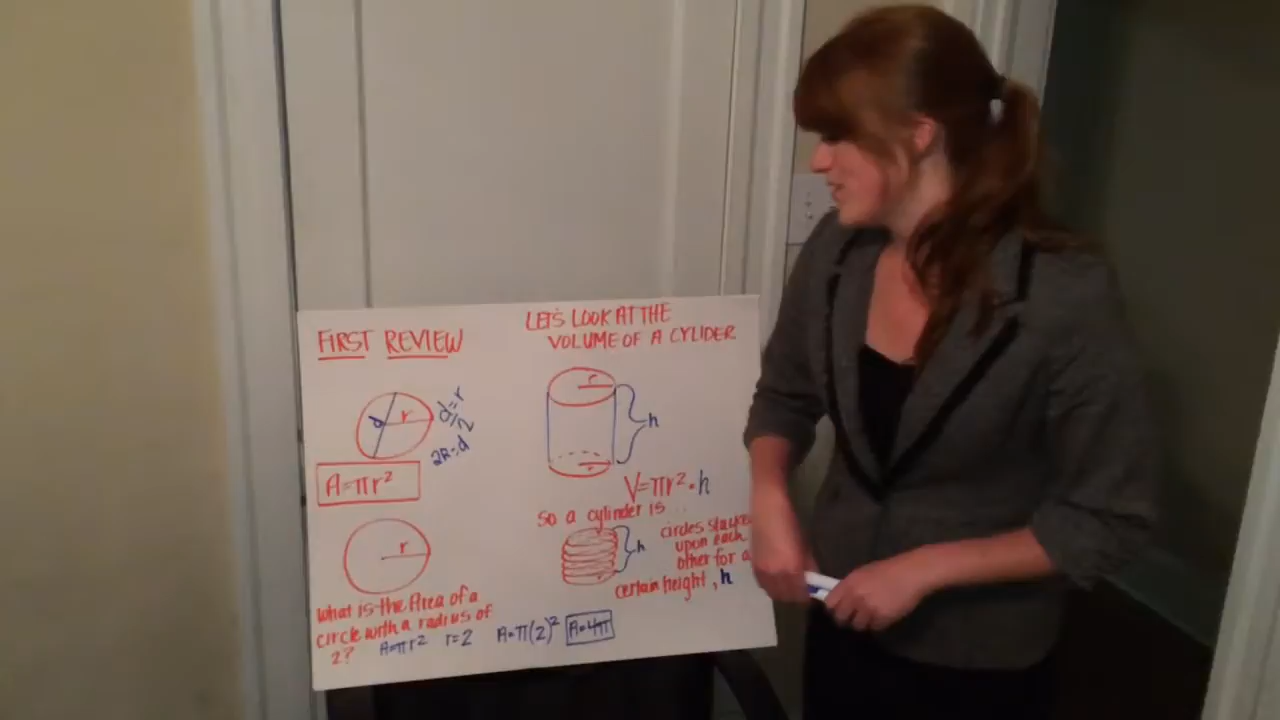 FIRST REVIEW
d
r
d/2=r
2R=d
A=πr²
r
What is the Area of a
circle with a radius of
2?
A=πr² r=2 A=π(2)² A=4π
LET'S LOOK AT THE
VOLUME OF A CYLIDER
r
h
r
V=πr²·h
So a cylinder is...
h
circles stacked
upon each
other for a
certain height, h